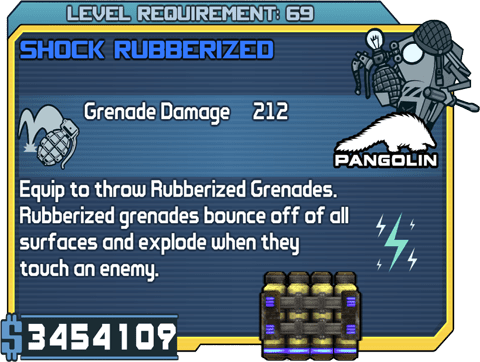 LEVEL REQUIREMENT: 69
SHOCK RUBBERIZED
Grenade Damage 212
PANGOLIN
Equip to throw Rubberized Grenades.
Rubberized grenades bounce off of all
surfaces and explode when they
touch an enemy.
$3454109